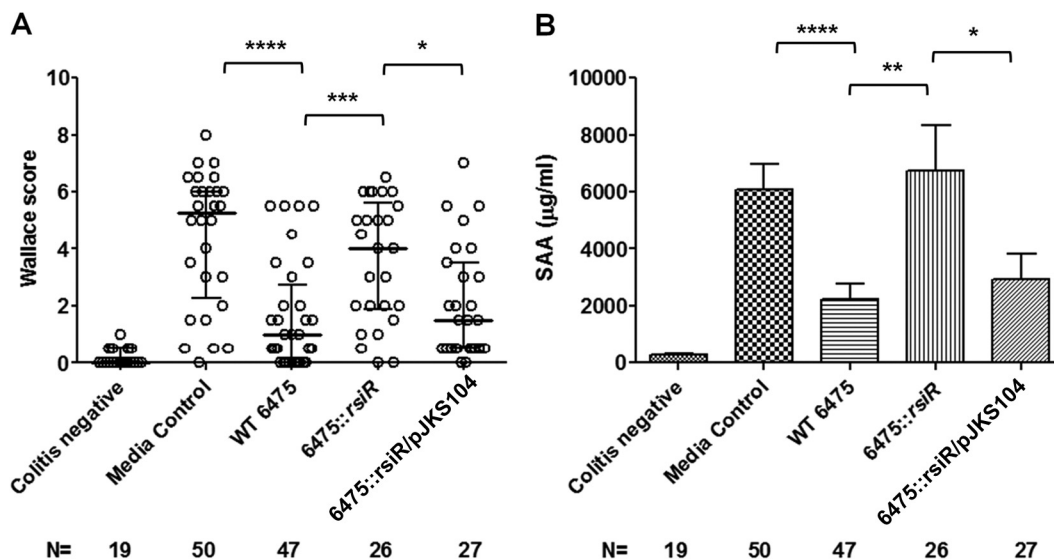 A
****
*
***
10
8
6
4
2
0
Wallace score
Colitis negative
Media Control
WT 6475
6475::rsiR
6475::rsiR/pJKS104
N= 19 50 47 26 27
B
****
*
**
10000
8000
6000
4000
2000
0
SAA (μg/ml)
Colitis negative
Media Control
WT 6475
6475::rsiR
6475::rsiR/pJKS104
N= 19 50 47 26 27